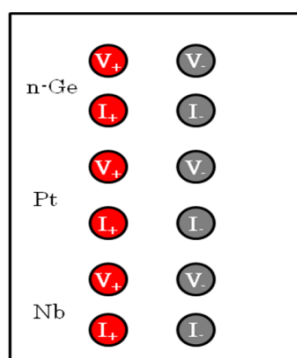 V+ V-
n-Ge
I+ I-
V+ V-
Pt
I+ I-
V+ V-
Nb
I+ I-